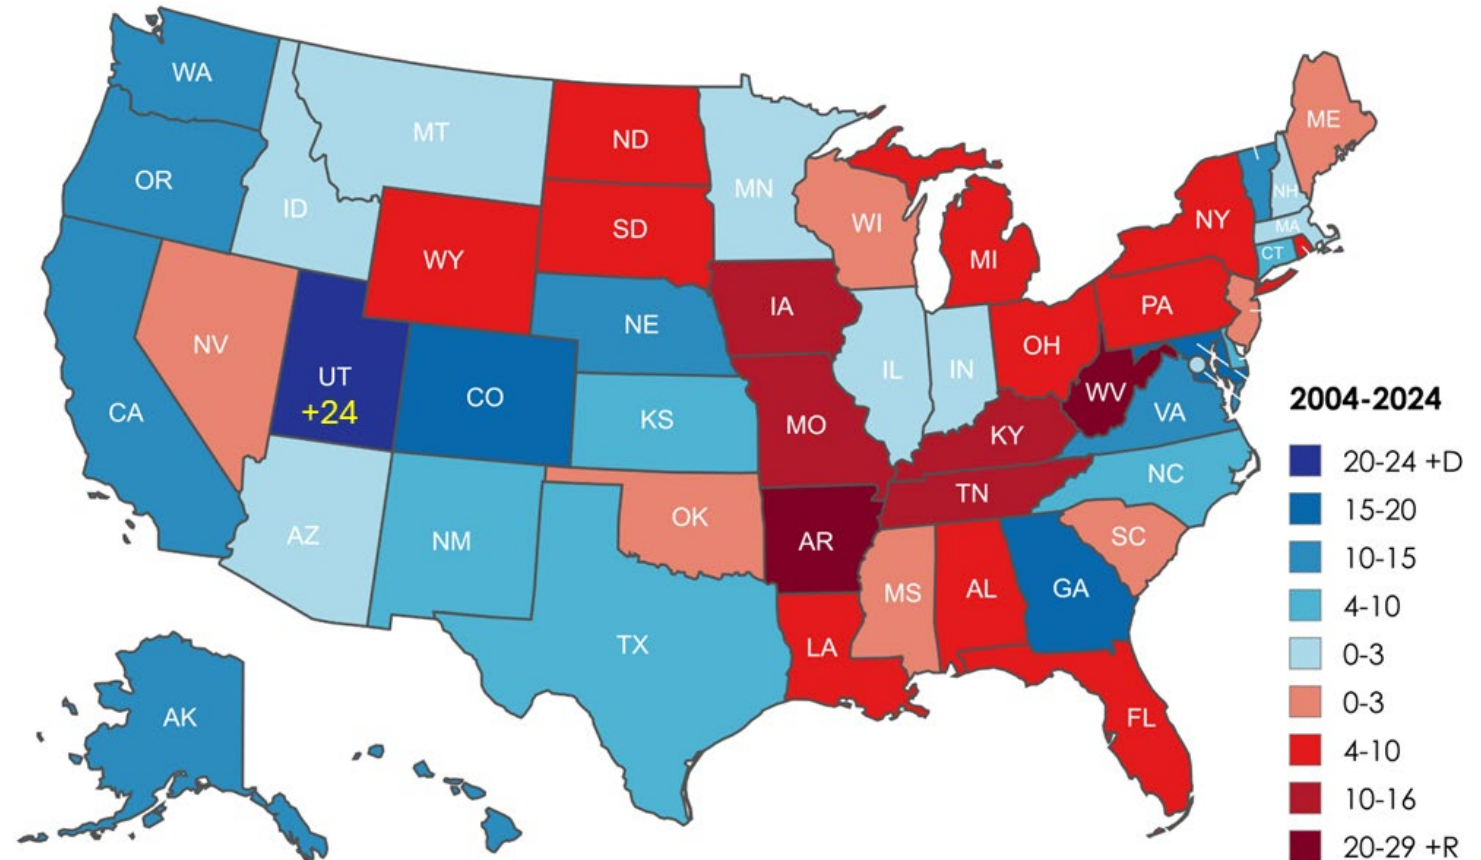 WA
MT
ND
ME
OR
ID
MN
WI
NH
SD
NY
MA
WY
MI
CT
IA
PA
NE
NV
OH
UT
+24
CO
IL
IN
WV
CA
KS
MO
KY
VA
2004-2024
20-24 +D
NC
TN
15-20
OK
AZ
NM
AR
SC
10-15
MS
AL
GA
4-10
TX
LA
0-3
0-3
AK
FL
4-10
10-16
20-29 +R